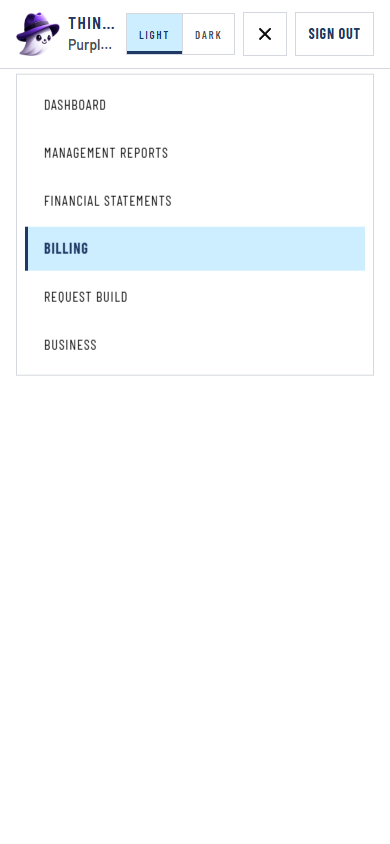 THIN...
Purpl...
LIGHT
DARK
SIGN OUT
DASHBOARD
MANAGEMENT REPORTS
FINANCIAL STATEMENTS
BILLING
REQUEST BUILD
BUSINESS